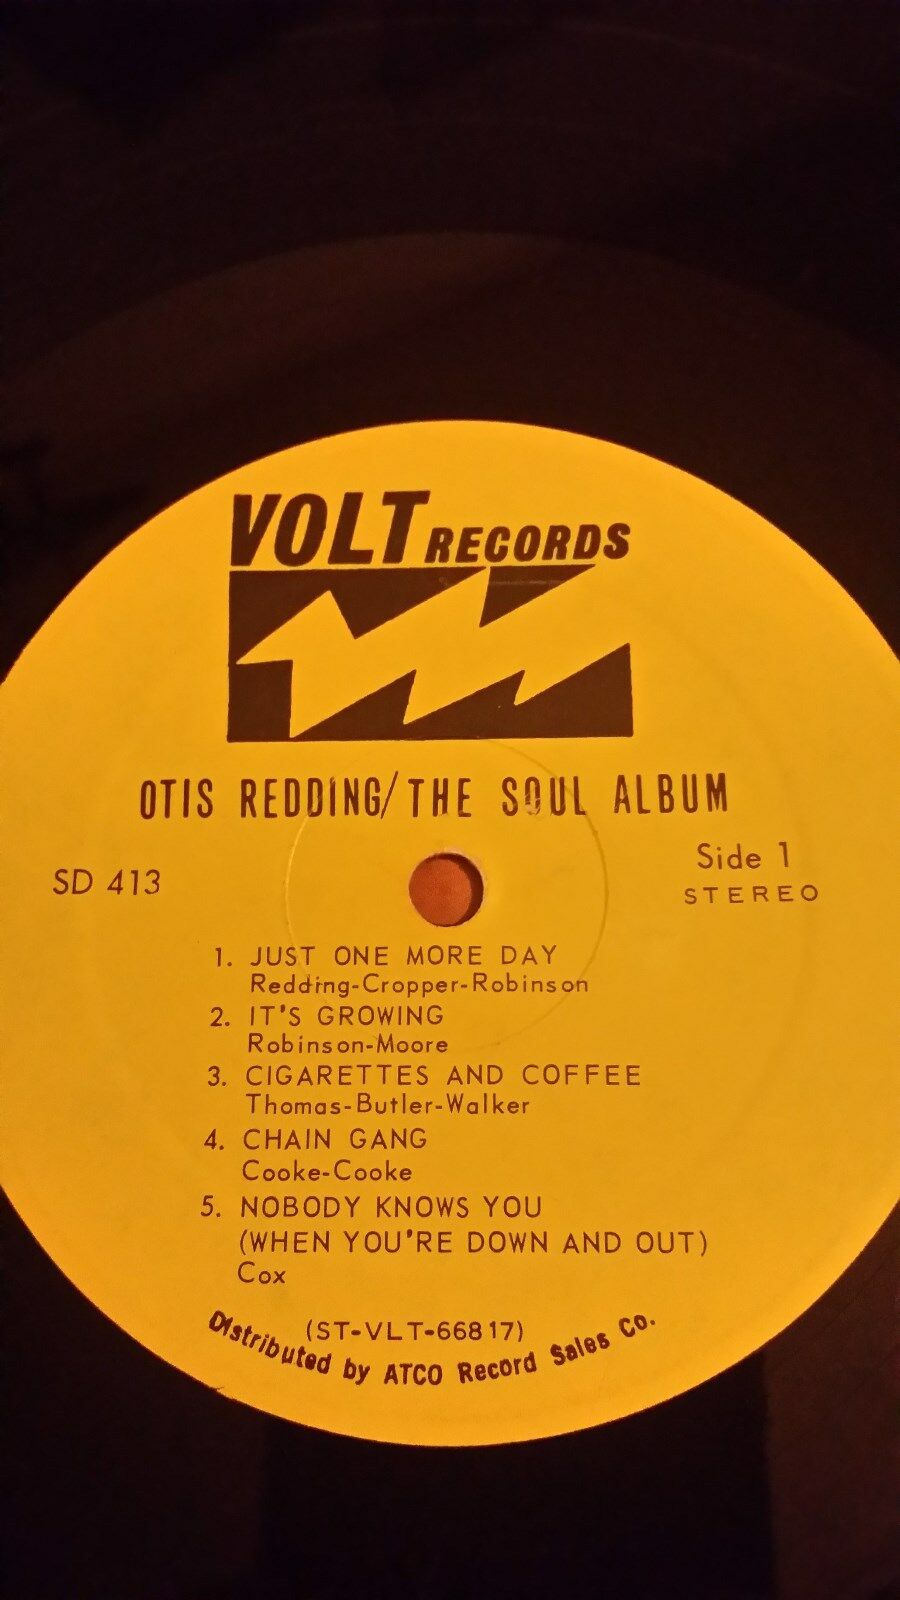 VOLT RECORDS
OTIS REDDING/THE SOUL ALBUM
SD 413
Side 1
STEREO
1. JUST ONE MORE DAY
Redding-Cropper-Robinson
2. IT'S GROWING
Robinson-Moore
3. CIGARETTES AND COFFEE
Thomas-Butler-Walker
4. CHAIN GANG
Cooke-Cooke
5. NOBODY KNOWS YOU
(WHEN YOU'RE DOWN AND OUT)
Cox
(ST-VLT-66817)
Distributed by ATCO Record Sales Co.